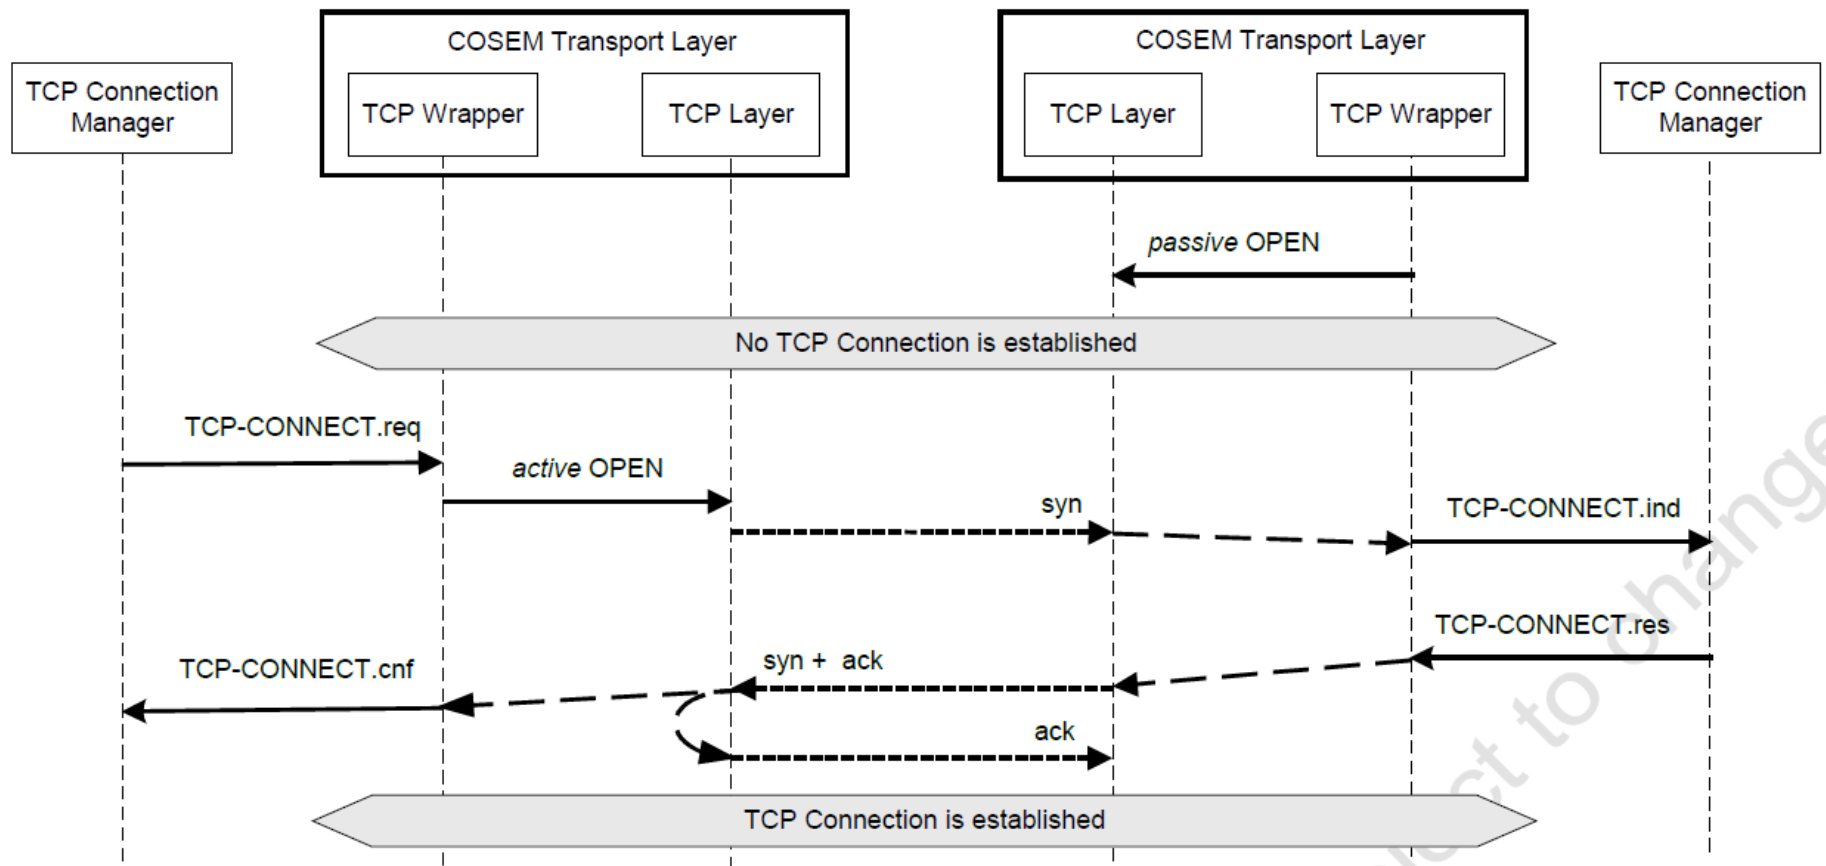 COSEM Transport Layer
COSEM Transport Layer
TCP Connection
Manager
TCP Wrapper
TCP Layer
TCP Layer
TCP Wrapper
TCP Connection
Manager
passive OPEN
No TCP Connection is established
TCP-CONNECT.req
active OPEN
syn
TCP-CONNECT.ind
TCP-CONNECT.res
TCP-CONNECT.cnf
syn + ack
ack
TCP Connection is established
to change